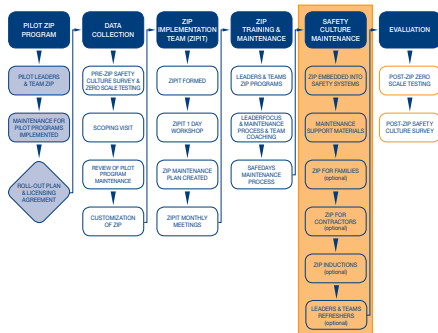 PILOT ZIP
PROGRAM
PILOT LEADERS
& TEAM ZIP
MAINTENANCE FOR
PILOT PROGRAMS
IMPLEMENTED
ROLL-OUT PLAN
& LICENSING
AGREEMENT
DATA
COLLECTION
PRE-ZIP SAFETY
CULTURE SURVEY &
ZERO SCALE TESTING
SCOPING VISIT
REVIEW OF PILOT
PROGRAM
MAINTENANCE
CUSTOMIZATION
OF ZIP
ZIP
IMPLEMENTATION
TEAM (ZIPIT)
ZIPIT FORMED
ZIPIT 1 DAY
WORKSHOP
ZIP MAINTENANCE
PLAN CREATED
ZIPIT MONTHLY
MEETINGS
ZIP
TRAINING &
MAINTENANCE
LEADERS & TEAMS
ZIP PROGRAMS
LEADERFOCUS
& MAINTENANCE
PROCESS & TEAM
COACHING
SAFEDAYS
MAINTENANCE
PROCESS
SAFETY
CULTURE
MAINTENANCE
ZIP EMBEDDED INTO
SAFETY SYSTEMS
MAINTENANCE
SUPPORT MATERIALS
ZIP FOR FAMILIES
(optional)
ZIP FOR
CONTRACTORS
(optional)
ZIP INDUCTIONS
(optional)
LEADERS & TEAMS
REFRESHERS
(optional)
EVALUATION
POST-ZIP ZERO
SCALE TESTING
POST-ZIP SAFETY
CULTURE SURVEY